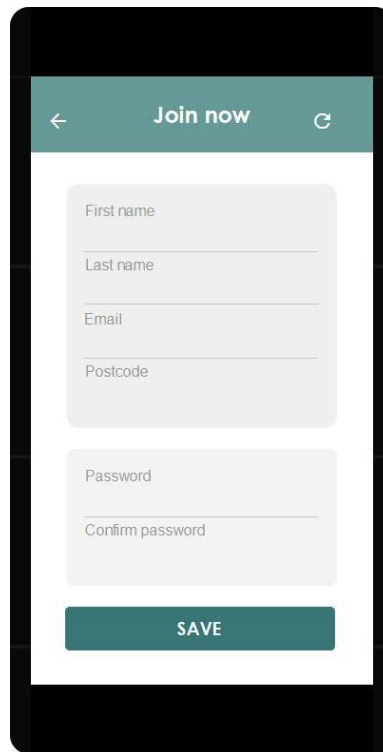 Join now
First name
Last name
Email
Postcode
Password
Confirm password
SAVE